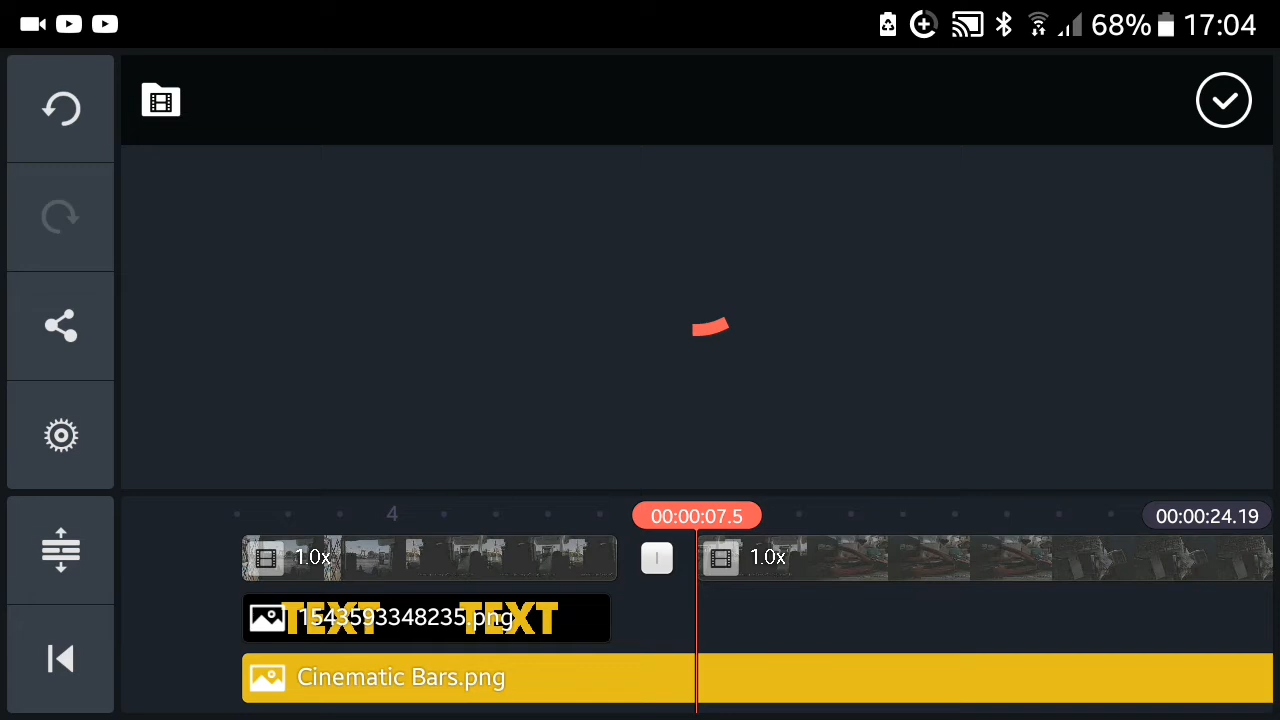 68% 17:04
4
00:00:07.5
00:00:24.19
1.0x
1.0x
TEXT TEXT
1543593348235.png
Cinematic Bars.png